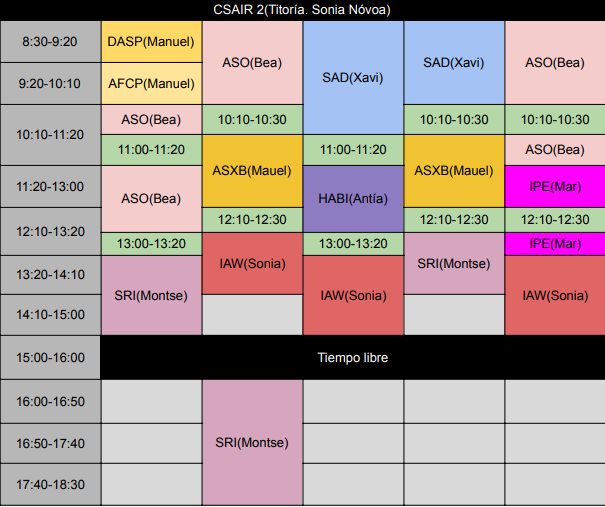 CSAIR 2(Titoría. Sonia Nóvoa)
8:30-9:20
DASP(Manuel)
ASO(Bea)
SAD(Xavi)
SAD(Xavi)
ASO(Bea)
9:20-10:10
AFCP(Manuel)
10:10-11:20
ASO(Bea)
10:10-10:30
10:10-10:30
10:10-10:30
11:00-11:20
ASXB(Mauel)
11:00-11:20
ASXB(Mauel)
ASO(Bea)
11:20-13:00
ASO(Bea)
HABI(Antía)
IPE(Mar)
12:10-13:20
12:10-12:30
12:10-12:30
12:10-12:30
13:00-13:20
IAW(Sonia)
13:00-13:20
SRI(Montse)
IPE(Mar)
13:20-14:10
SRI(Montse)
IAW(Sonia)
IAW(Sonia)
14:10-15:00
15:00-16:00
Tiempo libre
16:00-16:50
SRI(Montse)
16:50-17:40
17:40-18:30